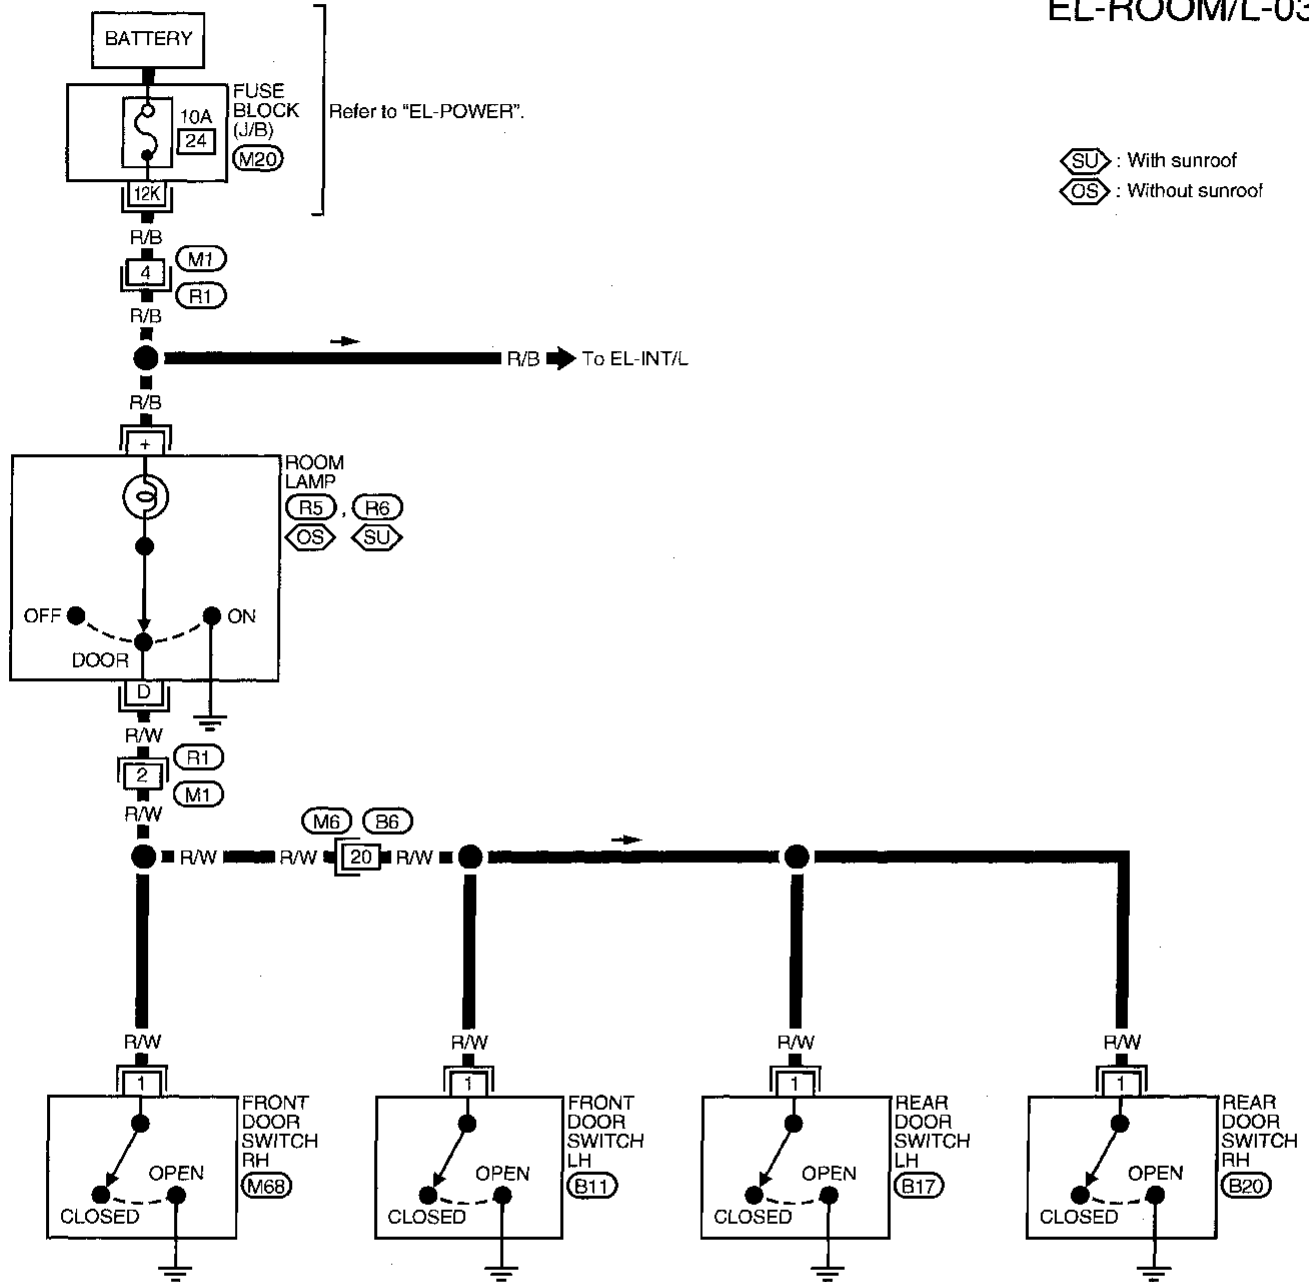 EL-ROOM/L-03
BATTERY
FUSE
BLOCK
(J/B)
M20
10A
24
12K
Refer to "EL-POWER".
SU : With sunroof
OS : Without sunroof
R/B
4
M1
R1
R/B
R/B To EL-INT/L
R/B
+
ROOM
LAMP
R5 , R6
OS SU
OFF
ON
DOOR
D
R/W
2
R1
M1
R/W
M6 B6
R/W R/W 20 R/W
R/W R/W R/W R/W
1 1 1 1
FRONT
DOOR
SWITCH
RH
M68
OPEN
CLOSED
FRONT
DOOR
SWITCH
LH
B11
OPEN
CLOSED
REAR
DOOR
SWITCH
LH
B17
OPEN
CLOSED
REAR
DOOR
SWITCH
RH
B20
OPEN
CLOSED